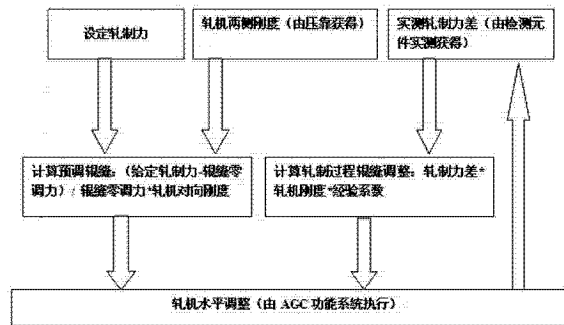 设定轧制力
轧机两侧刚度（由压靠获得）
实测轧制力差（由检测元
件实测获得）
计算预调辊缝：（给定轧制力-辊缝零
调力）/ 辊缝零调力*轧机对向刚度
计算轧制过程辊缝调整：轧制力差*
轧机刚度*经验系数
轧机水平调整（由 AGC 功能系统执行）